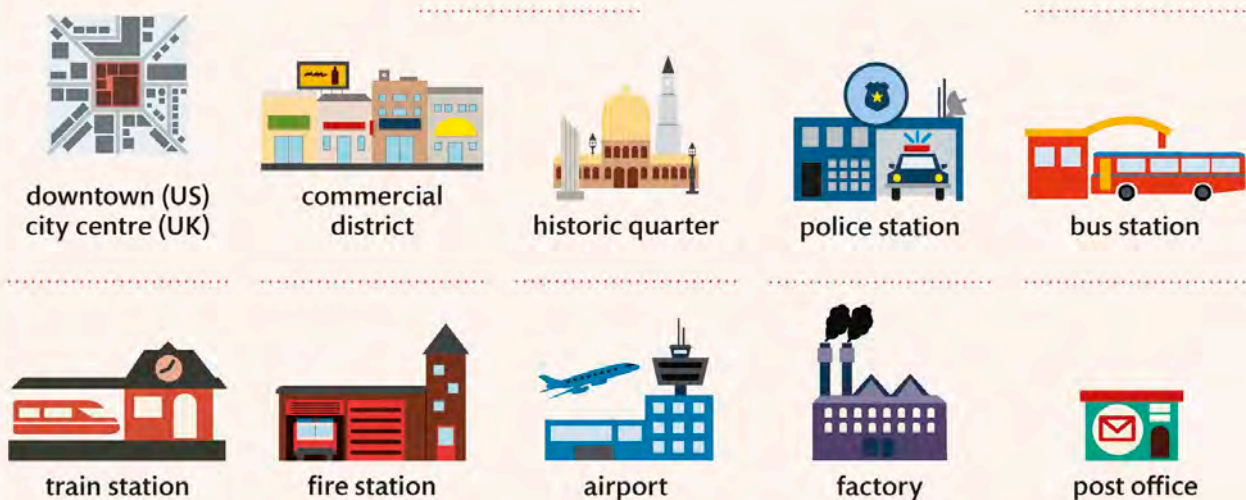 downtown (US)
city centre (UK)
commercial
district
historic quarter
police station
bus station
train station
fire station
airport
factory
post office